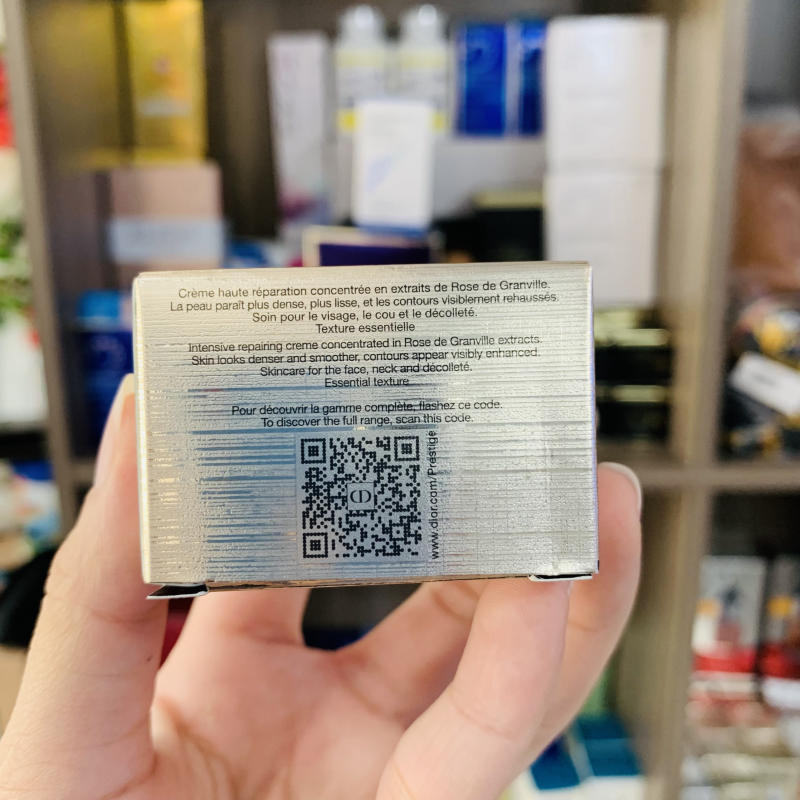 Crème haute réparation concentrée en extraits de Rose de Granville.
La peau paraît plus dense, plus lisse, et les contours visiblement rehaussés.
Soin pour le visage, le cou et le décolleté.
Texture essentielle
Intensive repairing creme concentrated in Rose de Granville extracts.
Skin looks denser and smoother, contours appear visibly enhanced.
Skincare for the face, neck and décolleté.
Essential texture
Pour découvrir la gamme complète, flashez ce code.
To discover the full range, scan this code.
CD
www.dior.com/Prestige